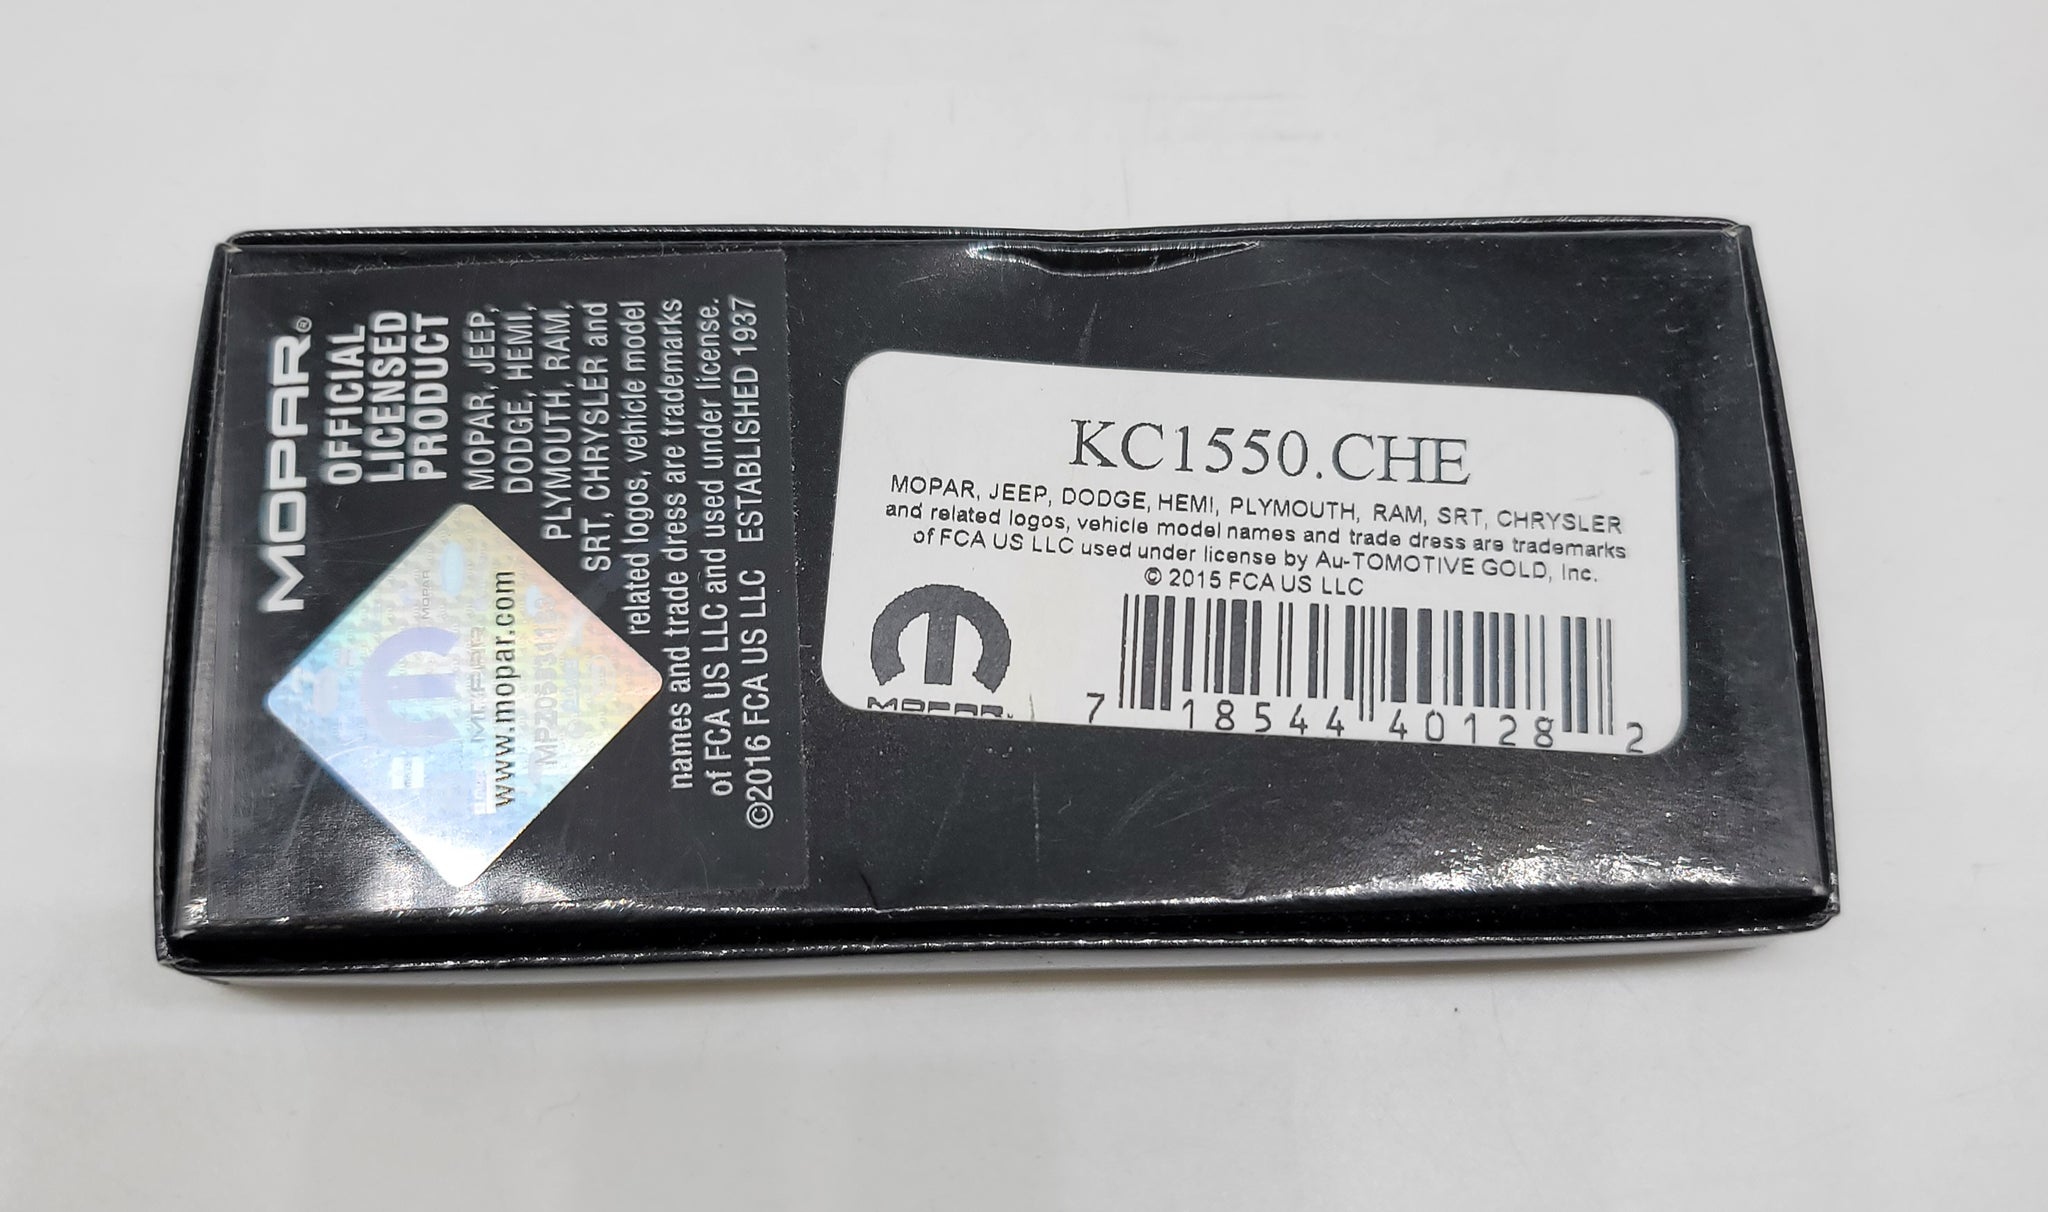 MOPAR®
OFFICIAL
LICENSED
PRODUCT
MOPAR, JEEP,
DODGE, HEMI,
PLYMOUTH, RAM,
SRT, CHRYSLER and
related logos, vehicle model
names and trade dress are trademarks
of FCA US LLC and used under license.
©2016 FCA US LLC ESTABLISHED 1937
MOPAR
MOPAR
www.mopar.com
KC1550.CHE
MOPAR, JEEP, DODGE, HEMI, PLYMOUTH, RAM, SRT, CHRYSLER
and related logos, vehicle model names and trade dress are trademarks
of FCA US LLC used under license by Au-TOMOTIVE GOLD, Inc.
© 2015 FCA US LLC
MOPAR
7 18544 40128 2